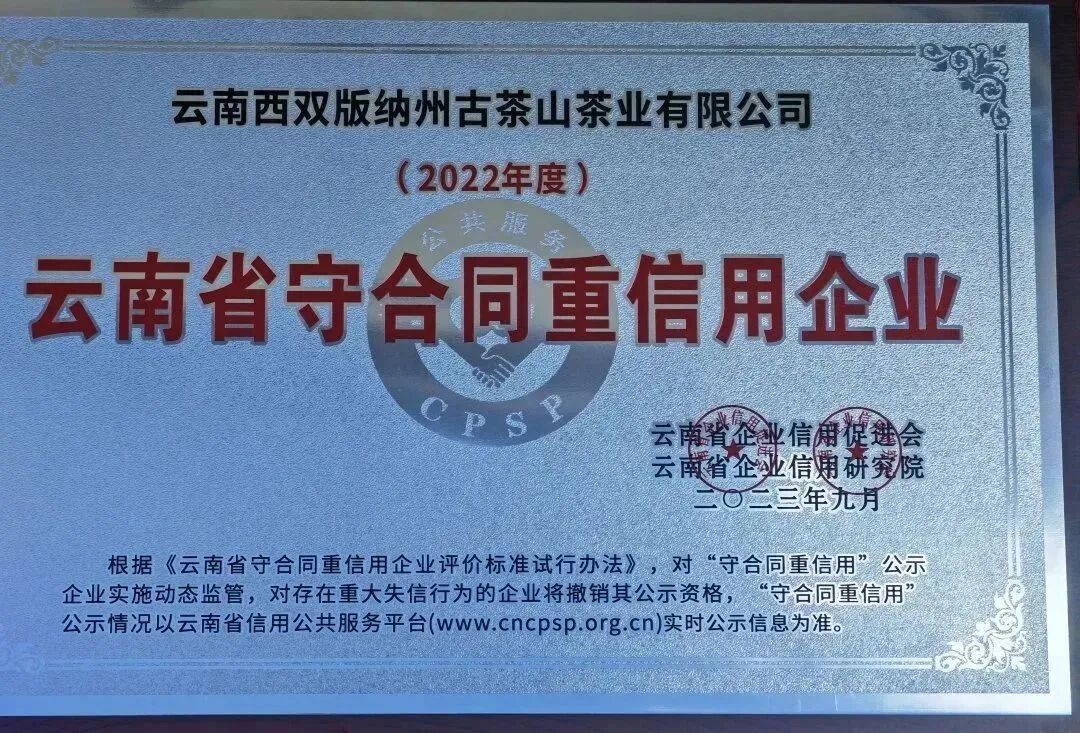 云南西双版纳州古茶山茶业有限公司
（2022年度）
公共服务
云南省守合同重信用企业
CPSP
云南省企业信用促进会
云南省企业信用研究院
二〇二三年九月
根据《云南省守合同重信用企业评价标准试行办法》，对“守合同重信用”公示
企业实施动态监管，对存在重大失信行为的企业将撤销其公示资格，“守合同重信用”
公示情况以云南省信用公共服务平台(www.cncpsp.org.cn)实时公示信息为准。